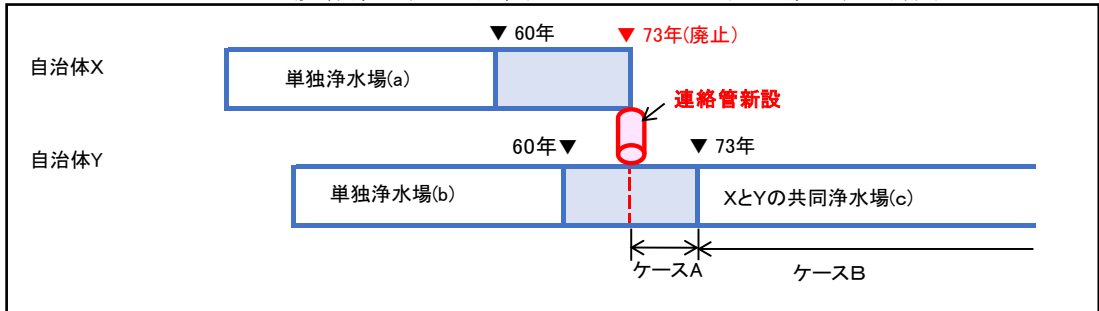 ▼ 60年
▼ 73年(廃止)
自治体X
単独浄水場(a)
連絡管新設
60年▼
▼ 73年
自治体Y
単独浄水場(b)
XとYの共同浄水場(c)
ケースA
ケースB